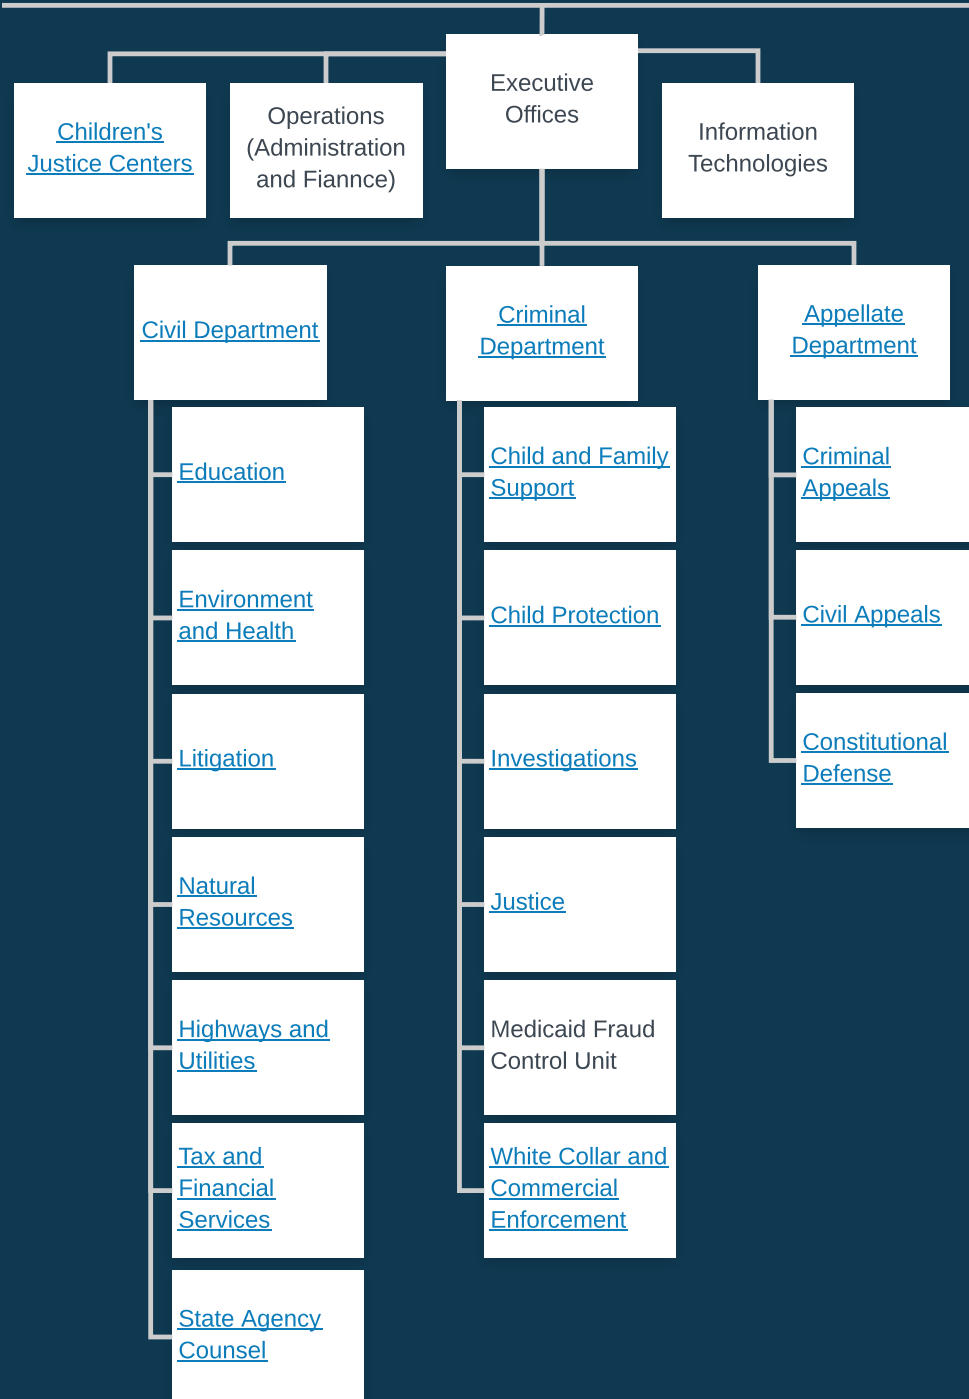 Executive
Offices
Children's
Justice Centers
Operations
(Administration
and Fiannce)
Information
Technologies
Civil Department
Criminal
Department
Appellate
Department
Education
Environment
and Health
Litigation
Natural
Resources
Highways and
Utilities
Tax and
Financial
Services
State Agency
Counsel
Child and Family
Support
Child Protection
Investigations
Justice
Medicaid Fraud
Control Unit
White Collar and
Commercial
Enforcement
Criminal
Appeals
Civil Appeals
Constitutional
Defense